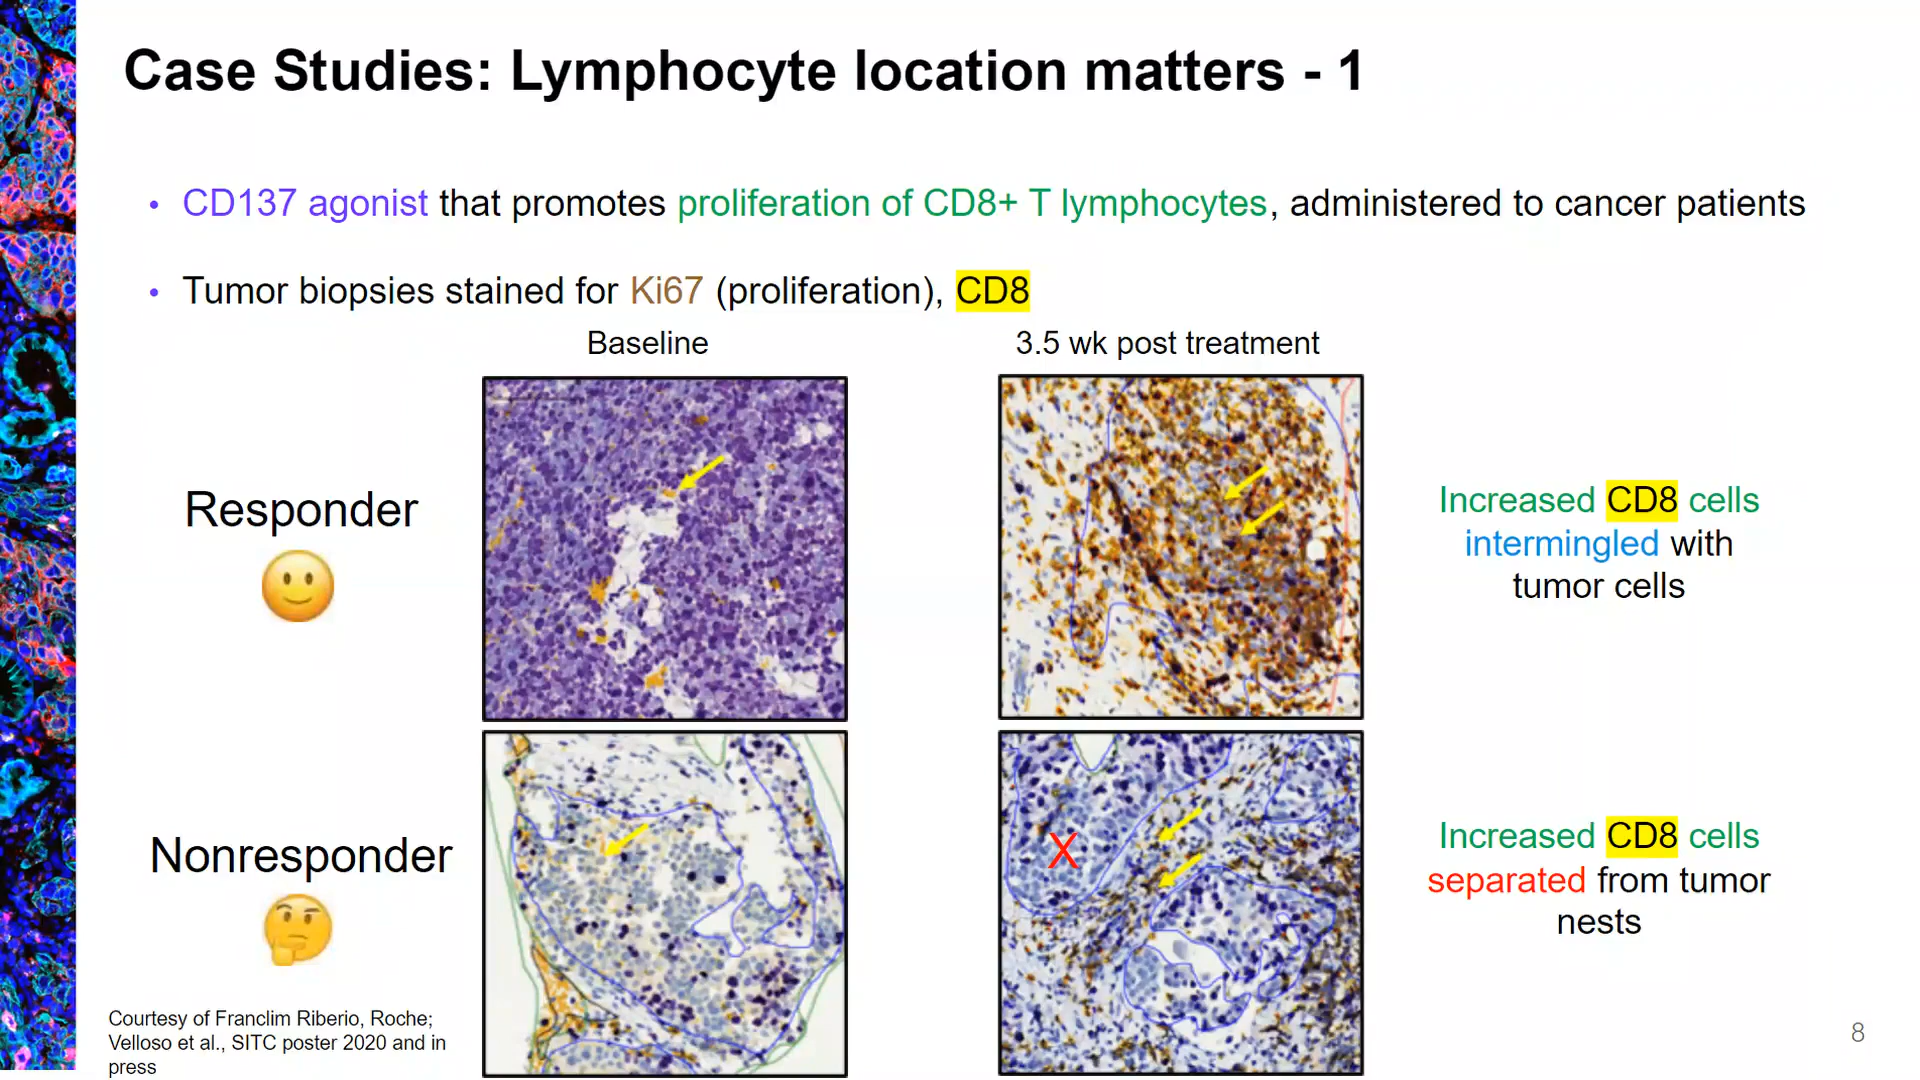 Case Studies: Lymphocyte location matters - 1
• CD137 agonist that promotes proliferation of CD8+ T lymphocytes, administered to cancer patients
• Tumor biopsies stained for Ki67 (proliferation), CD8
Baseline
3.5 wk post treatment
Responder
Increased CD8 cells
intermingled with
tumor cells
Nonresponder
X
Increased CD8 cells
separated from tumor
nests
Courtesy of Franclim Riberio, Roche;
Velloso et al., SITC poster 2020 and in
press
8